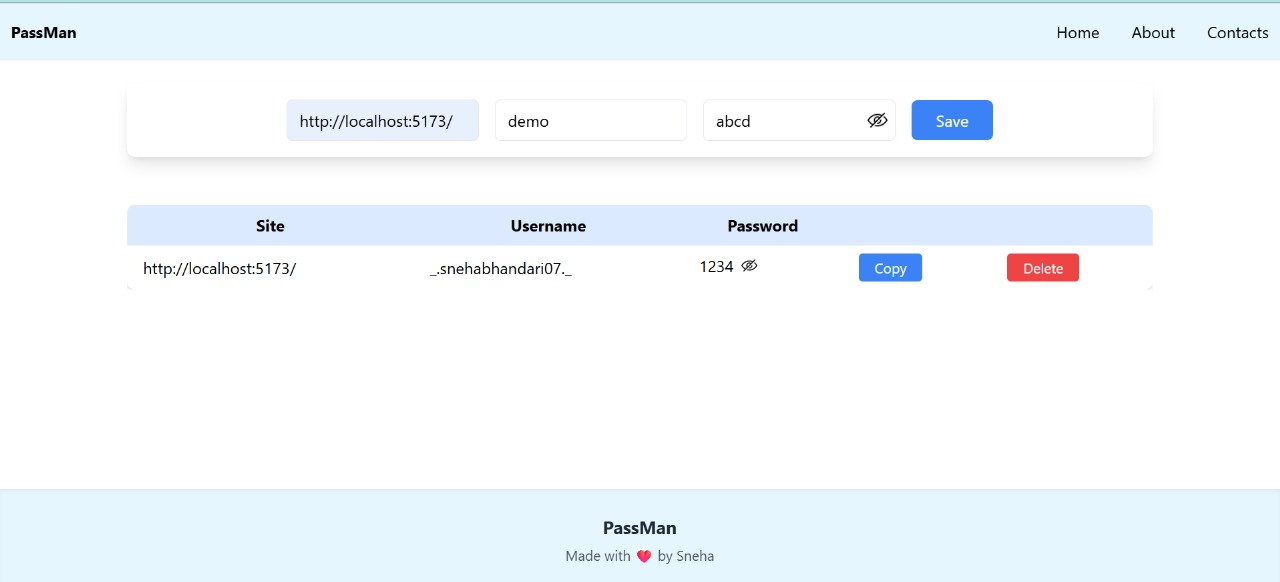 PassMan Home About Contacts
http://localhost:5173/ demo abcd Save
Site Username Password
http://localhost:5173/ _.snehabhandari07._ 1234 Copy Delete
PassMan
Made with ❤️ by Sneha